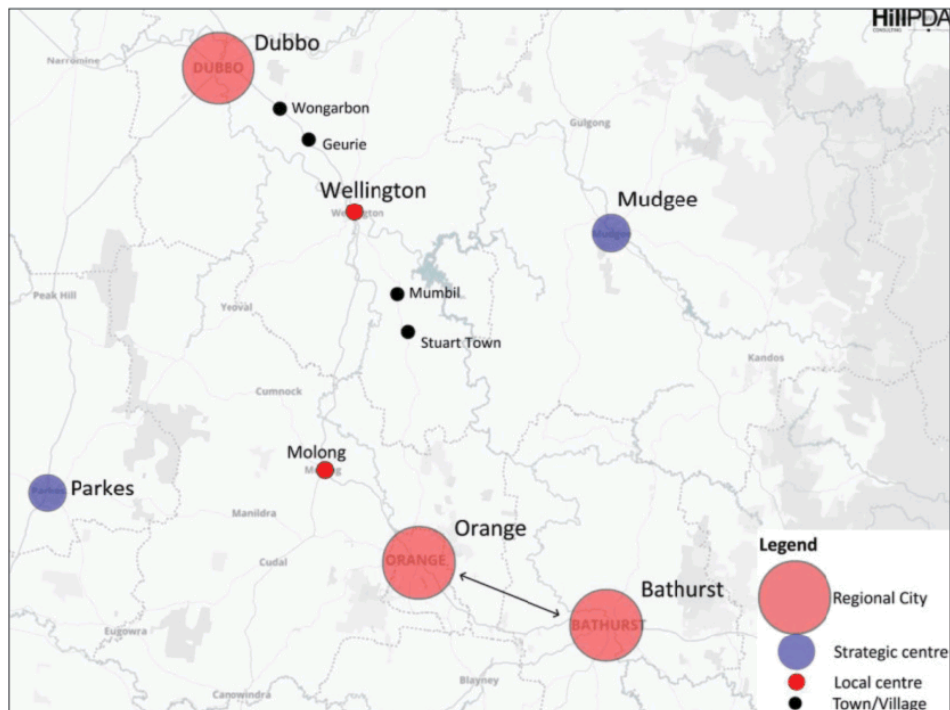 HillPDA
CONSULTING
Dubbo
DUBBO
Narromine
Wongarbon
Geurie
Gulgong
Wellington
Wellington
Mudgee
Mudgee
Peak Hill
Mumbil
Yeoval
Stuart Town
Kandos
Cumnock
Molong
Molong
Parkes
Parkes
Manildra
Orange
ORANGE
Cudal
Bathurst
BATHURST
Eugowra
Blayney
Canowindra
Legend
Regional City
Strategic centre
Local centre
Town/Village